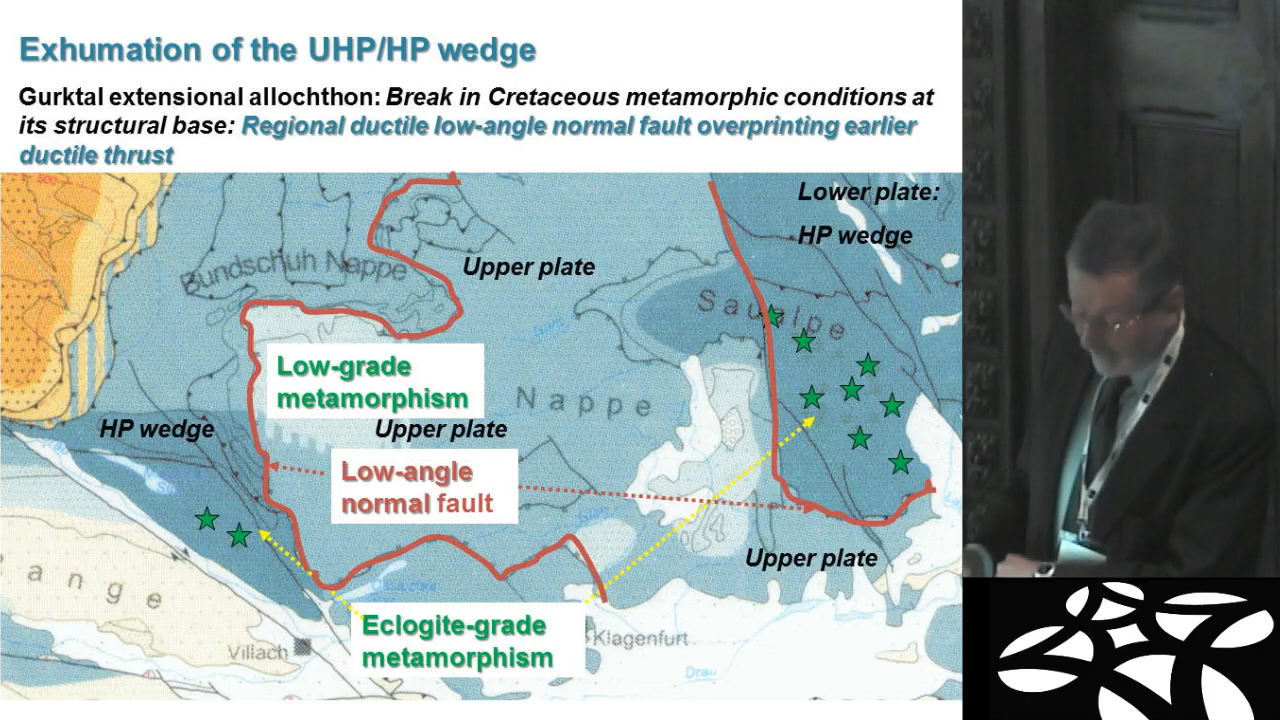 Exhumation of the UHP/HP wedge
Gurktal extensional allochthon: Break in Cretaceous metamorphic conditions at
its structural base: Regional ductile low-angle normal fault overprinting earlier
ductile thrust
500
Lower plate:
HP wedge
Bundschuh Nappe
Upper plate
Saualpe
Low-grade
metamorphism
Nappe
HP wedge
Upper plate
Low-angle
normal fault
Upper plate
ange
Eclogite-grade
metamorphism
Klagenfurt
Villach
Drau